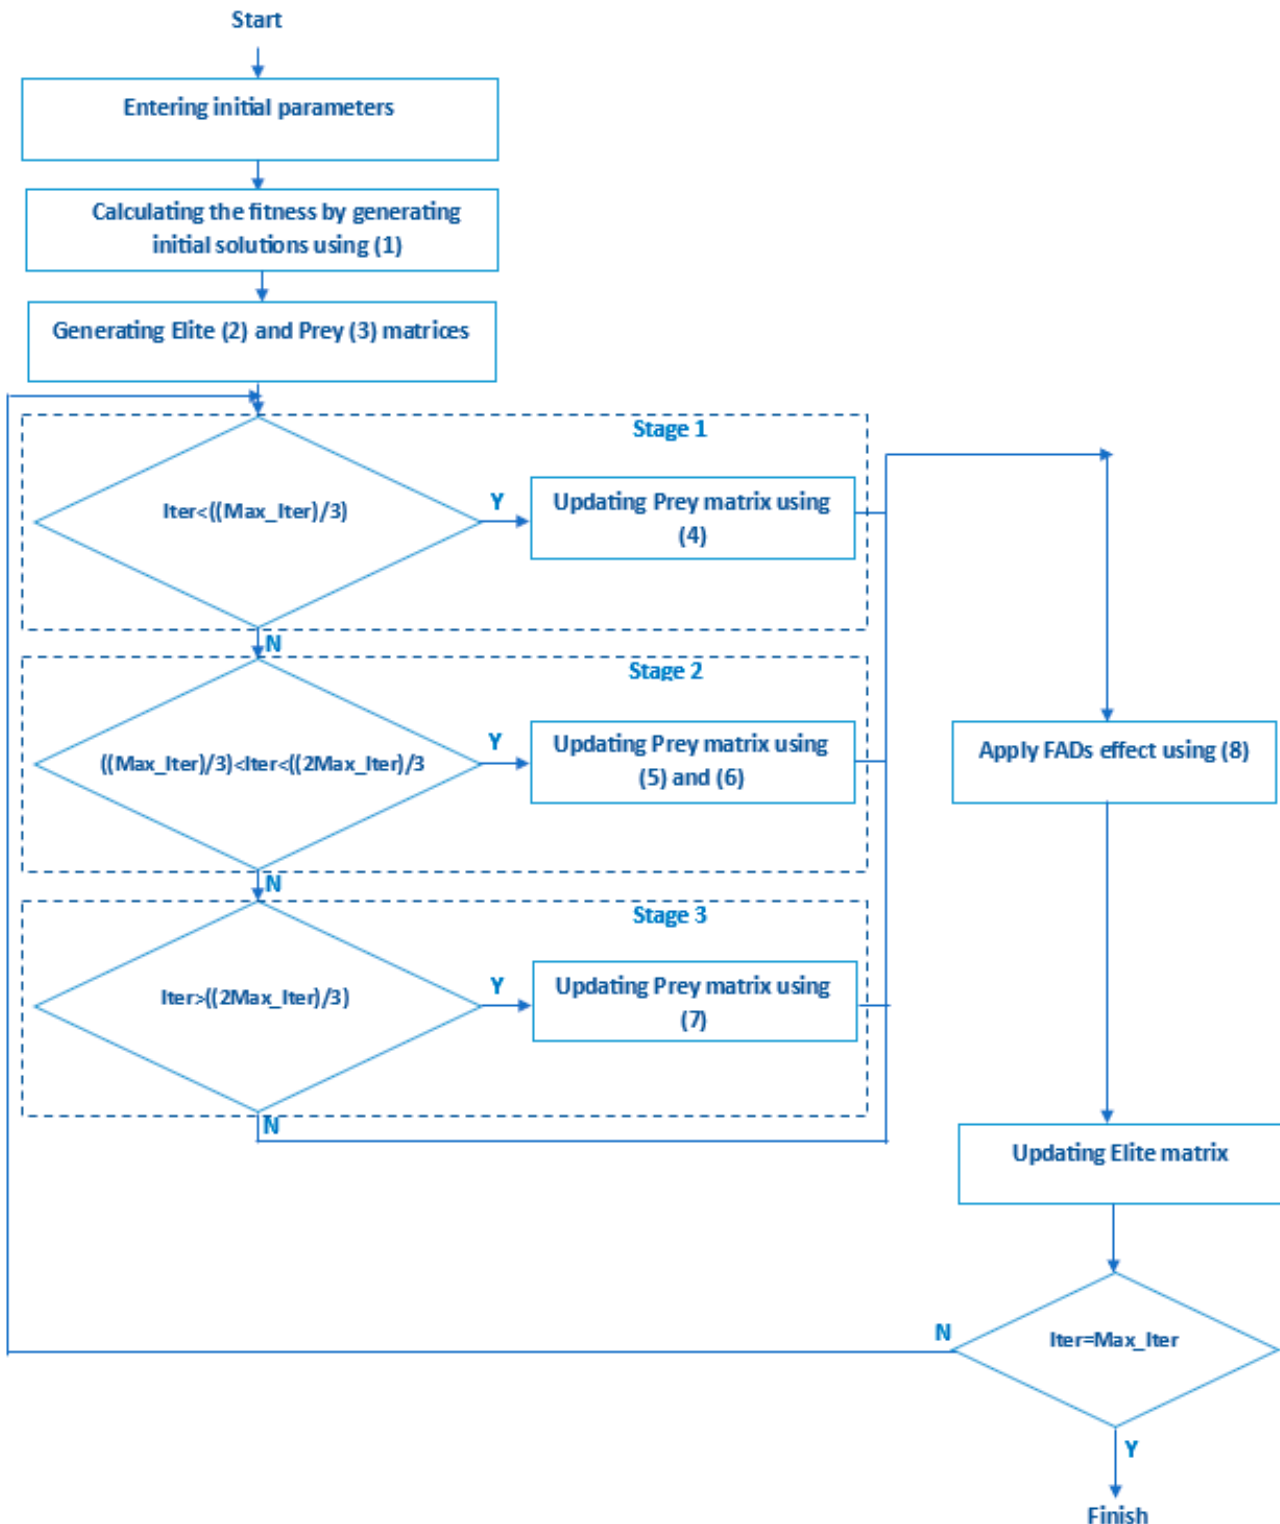 Start
Entering initial parameters
Calculating the fitness by generating
initial solutions using (1)
Generating Elite (2) and Prey (3) matrices
Stage 1
Iter<((Max_Iter)/3)
Y
Updating Prey matrix using
(4)
N
Stage 2
((Max_Iter)/3)<Iter<((2Max_Iter)/3
Y
Updating Prey matrix using
(5) and (6)
N
Stage 3
Iter>((2Max_Iter)/3)
Y
Updating Prey matrix using
(7)
N
Apply FADs effect using (8)
Updating Elite matrix
Iter=Max_Iter
N
Y
Finish